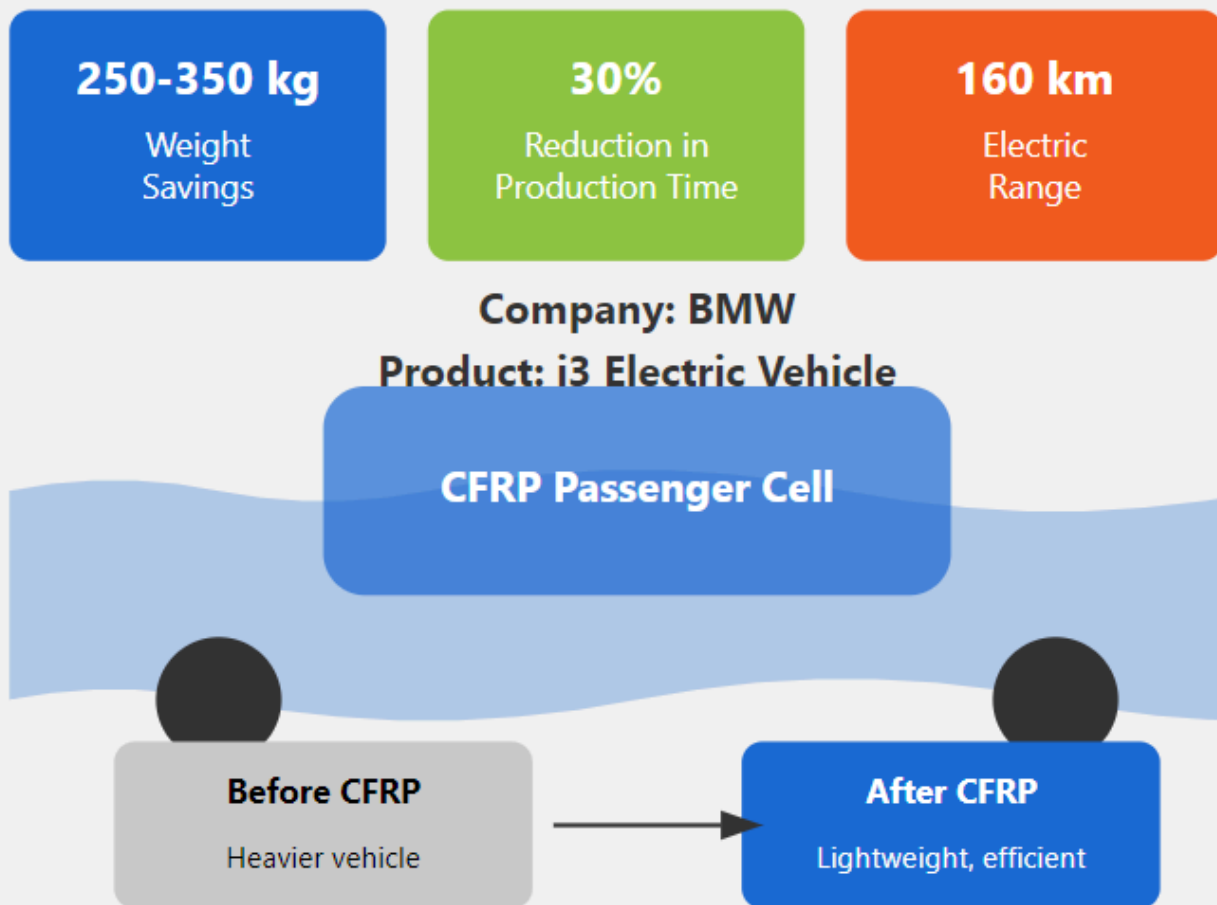 250-350 kg
Weight
Savings
30%
Reduction in
Production Time
160 km
Electric
Range
Company: BMW
Product: i3 Electric Vehicle
CFRP Passenger Cell
Before CFRP
Heavier vehicle
After CFRP
Lightweight, efficient